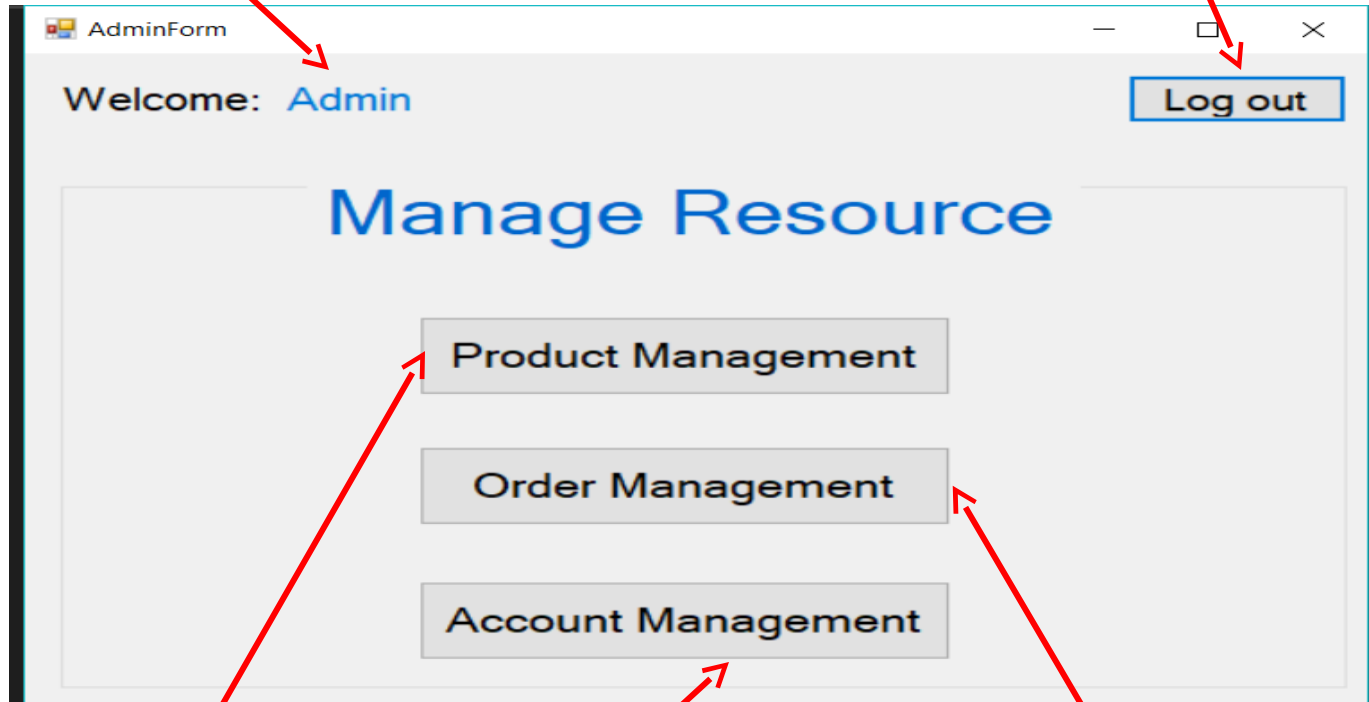 AdminForm
Welcome: Admin
Log out
Manage Resource
Product Management
Order Management
Account Management